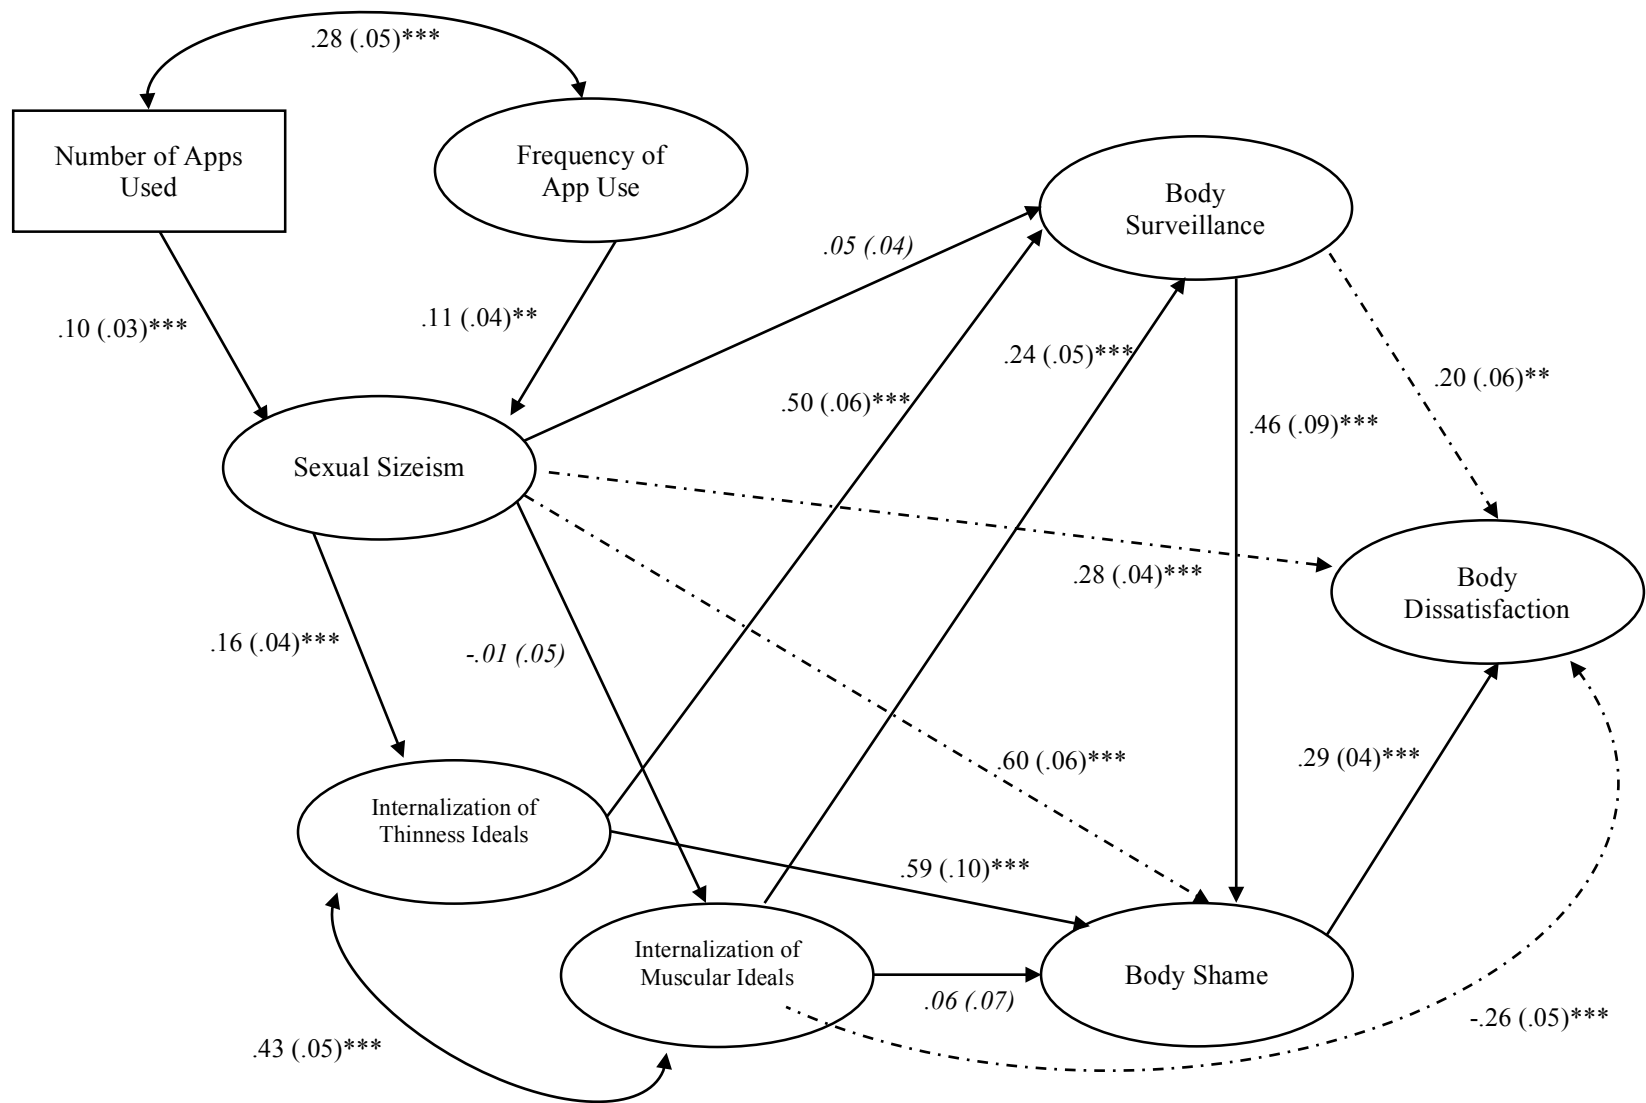 .28 (.05)***
Number of Apps
Used
Frequency of
App Use
Body
Surveillance
.05 (.04)
.10 (.03)***
.11 (.04)**
.24 (.05)***
.50 (.06)***
.20 (.06)**
.46 (.09)***
Sexual Sizeism
.28 (.04)***
Body
Dissatisfaction
.16 (.04)***
-.01 (.05)
.60 (.06)***
.29 (04)***
Internalization of
Thinness Ideals
.59 (.10)***
Internalization of
Muscular Ideals
Body Shame
.06 (.07)
-.26 (.05)***
.43 (.05)***